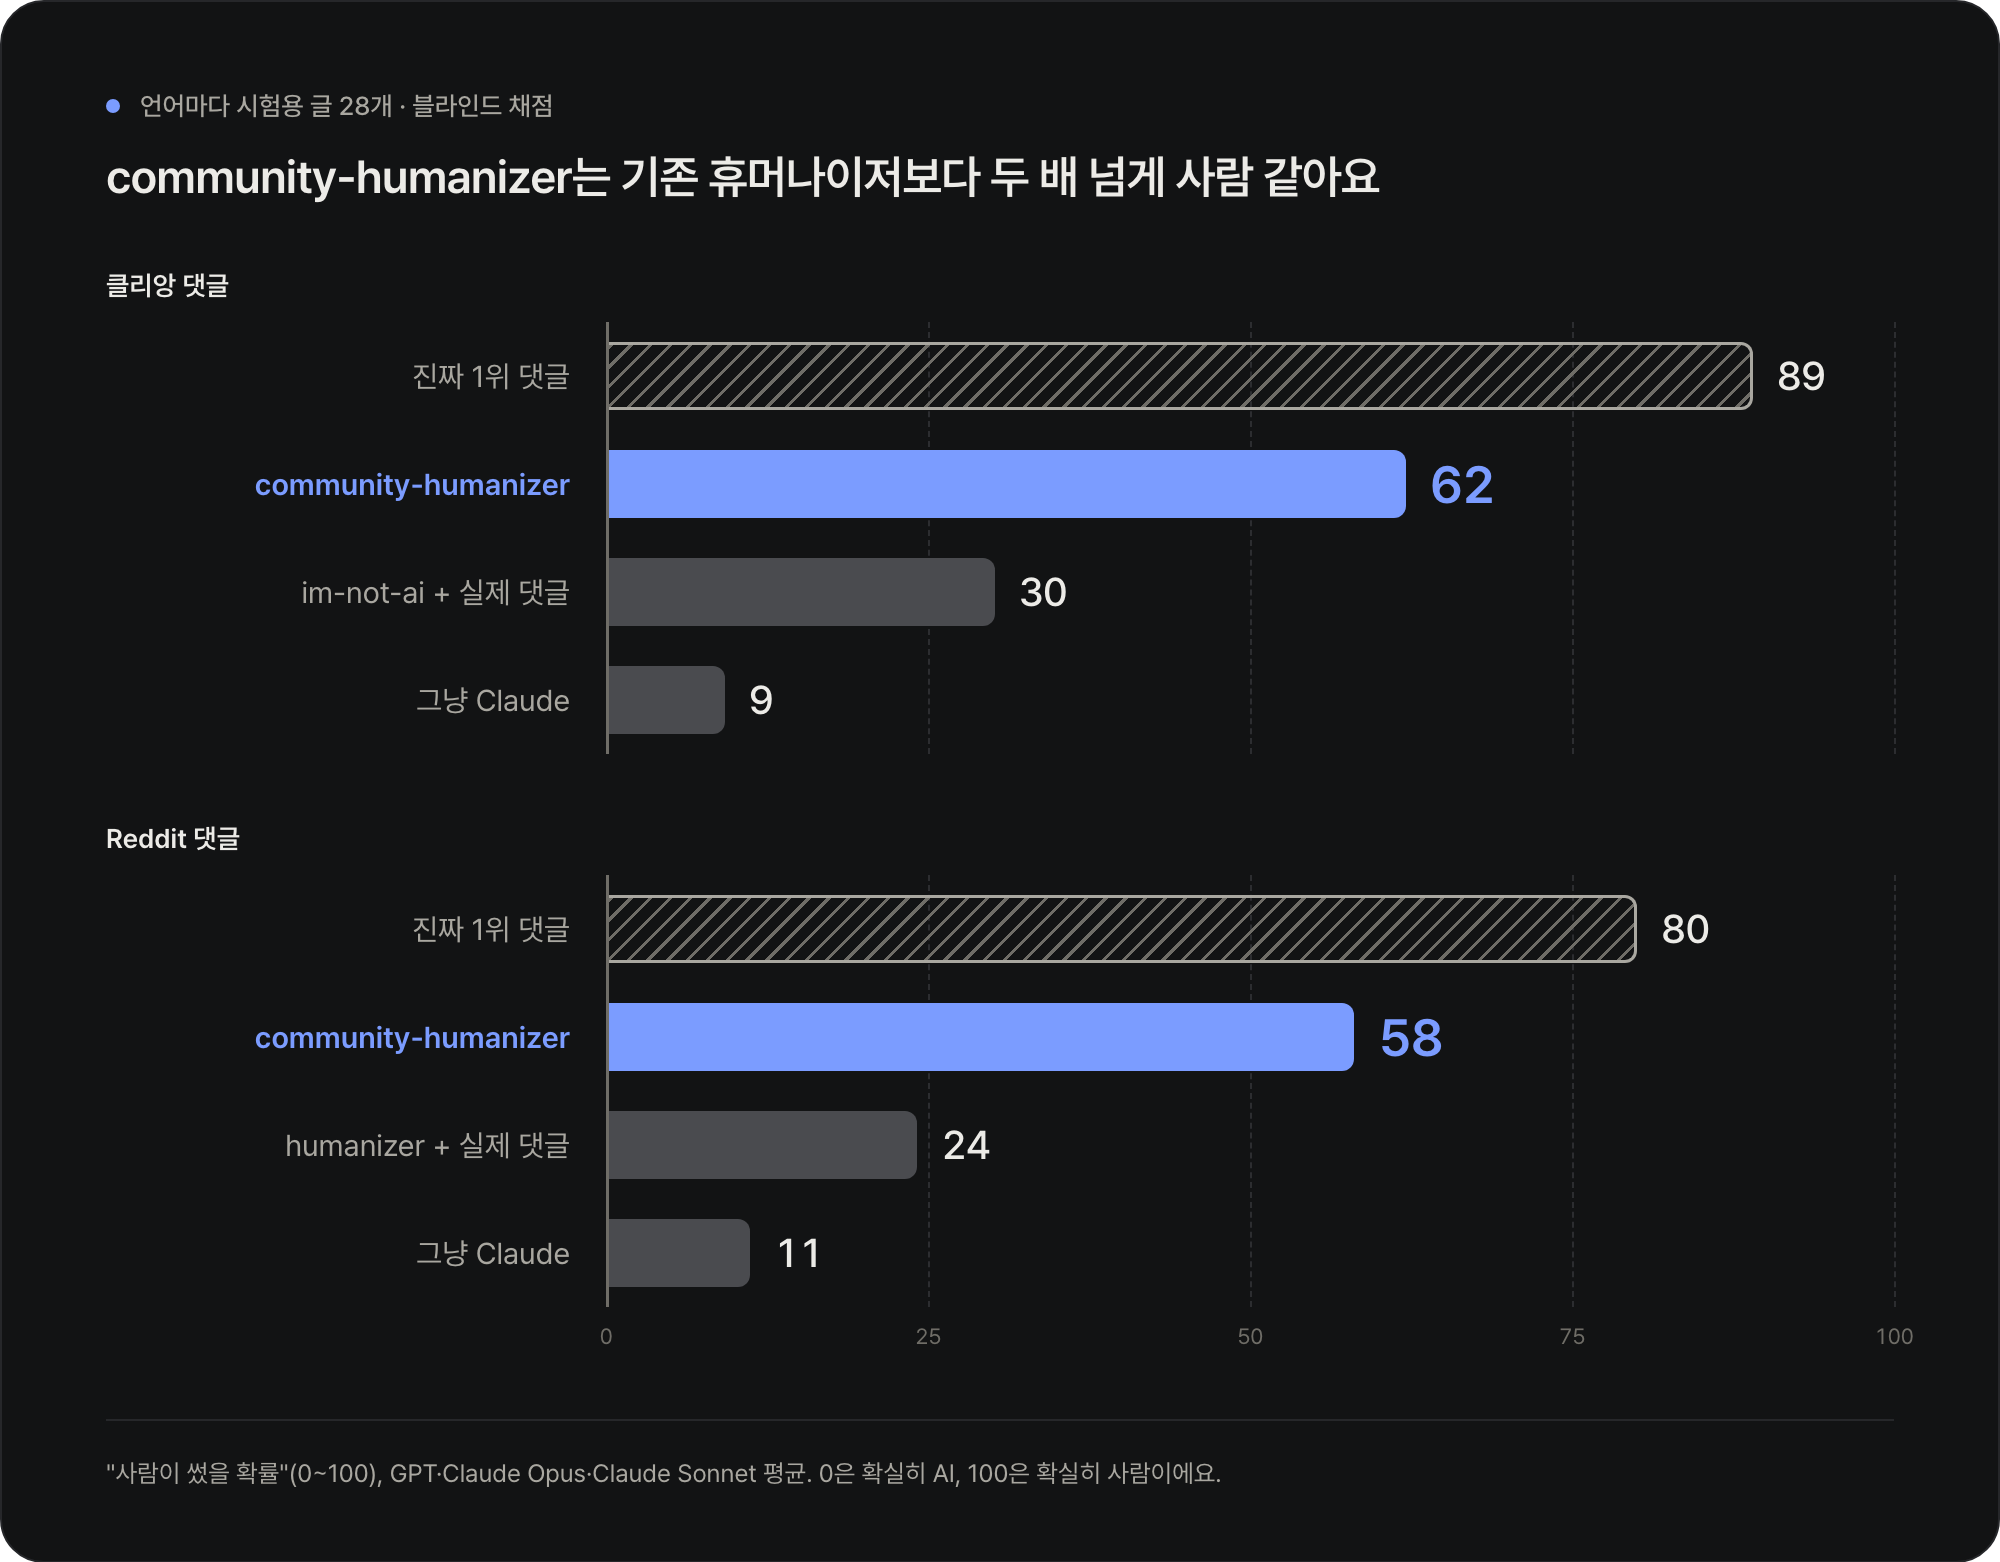 언어마다 시험용 글 28개 · 블라인드 채점
community-humanizer는 기존 휴머나이저보다 두 배 넘게 사람 같아요
클리앙 댓글
진짜 1위 댓글 89
community-humanizer 62
im-not-ai + 실제 댓글 30
그냥 Claude 9
Reddit 댓글
진짜 1위 댓글 80
community-humanizer 58
humanizer + 실제 댓글 24
그냥 Claude 11
0 25 50 75 100
"사람이 썼을 확률"(0~100), GPT·Claude Opus·Claude Sonnet 평균. 0은 확실히 AI, 100은 확실히 사람이에요.